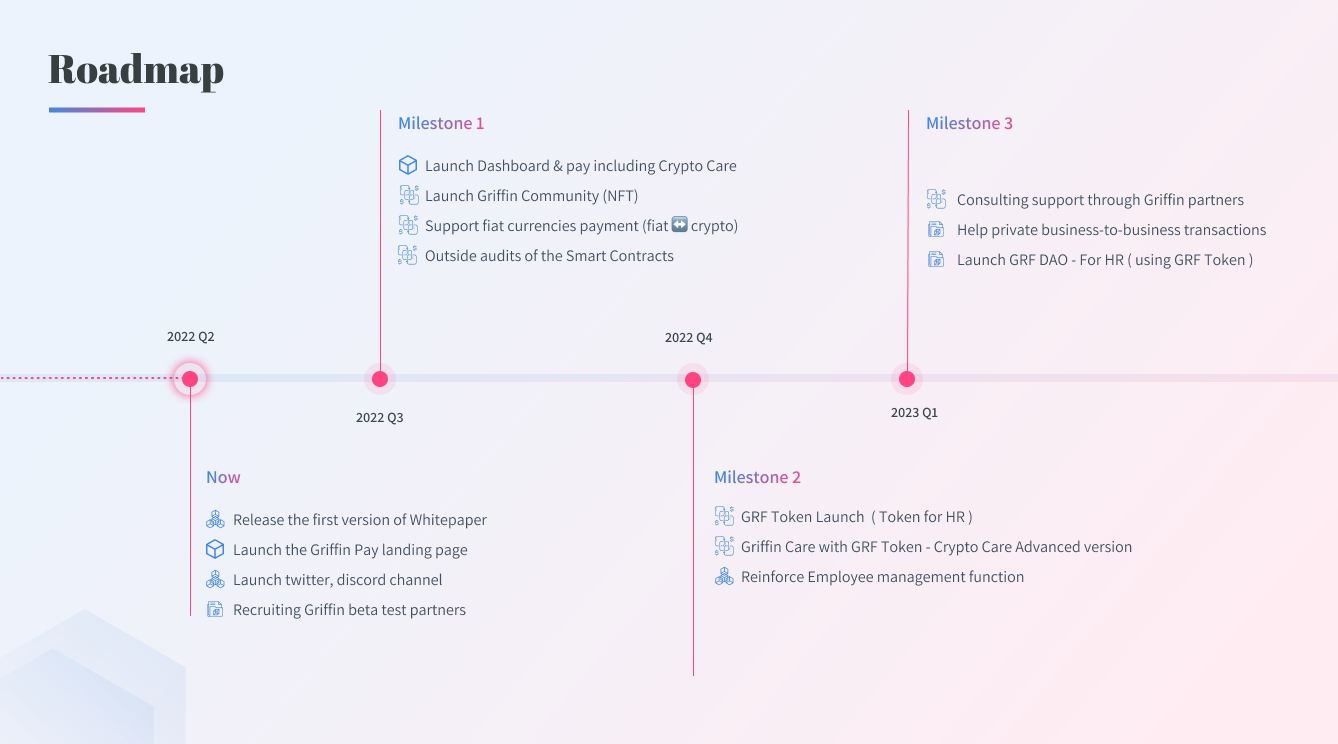 Roadmap
Milestone 1
Launch Dashboard & pay including Crypto Care
Launch Griffin Community (NFT)
Support fiat currencies payment (fiat ↔️ crypto)
Outside audits of the Smart Contracts
Milestone 3
Consulting support through Griffin partners
Help private business-to-business transactions
Launch GRF DAO - For HR ( using GRF Token )
2022 Q2
2022 Q4
2022 Q3
2023 Q1
Now
Release the first version of Whitepaper
Launch the Griffin Pay landing page
Launch twitter, discord channel
Recruiting Griffin beta test partners
Milestone 2
GRF Token Launch ( Token for HR )
Griffin Care with GRF Token - Crypto Care Advanced version
Reinforce Employee management function